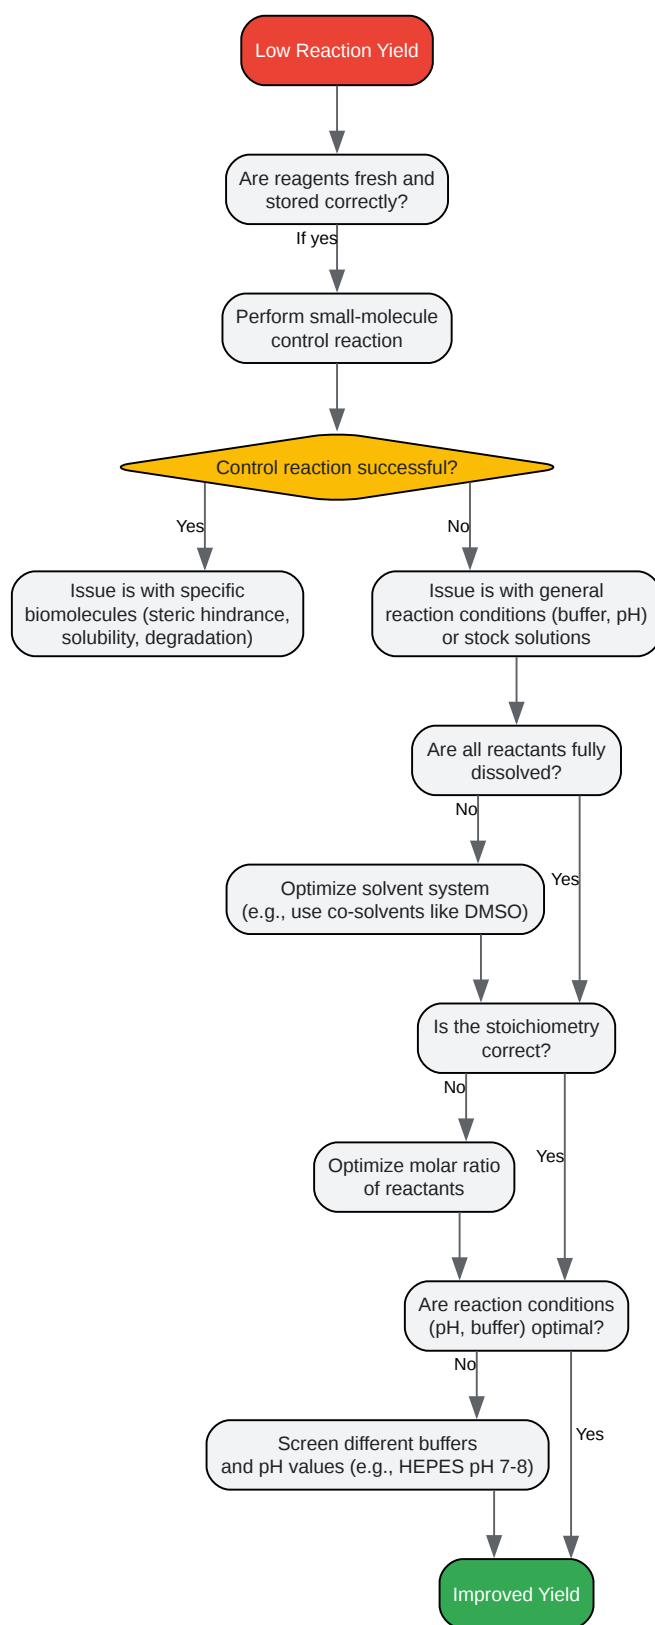 Low Reaction Yield
Are reagents fresh and
stored correctly?
If yes
Perform small-molecule
control reaction
Control reaction successful?
Yes
No
Issue is with specific
biomolecules (steric hindrance,
solubility, degradation)
Issue is with general
reaction conditions (buffer, pH)
or stock solutions
Are all reactants fully
dissolved?
No
Yes
Optimize solvent system
(e.g., use co-solvents like DMSO)
Is the stoichiometry
correct?
No
Yes
Optimize molar ratio
of reactants
Are reaction conditions
(pH, buffer) optimal?
No
Yes
Screen different buffers
and pH values (e.g., HEPES pH 7-8)
Improved Yield